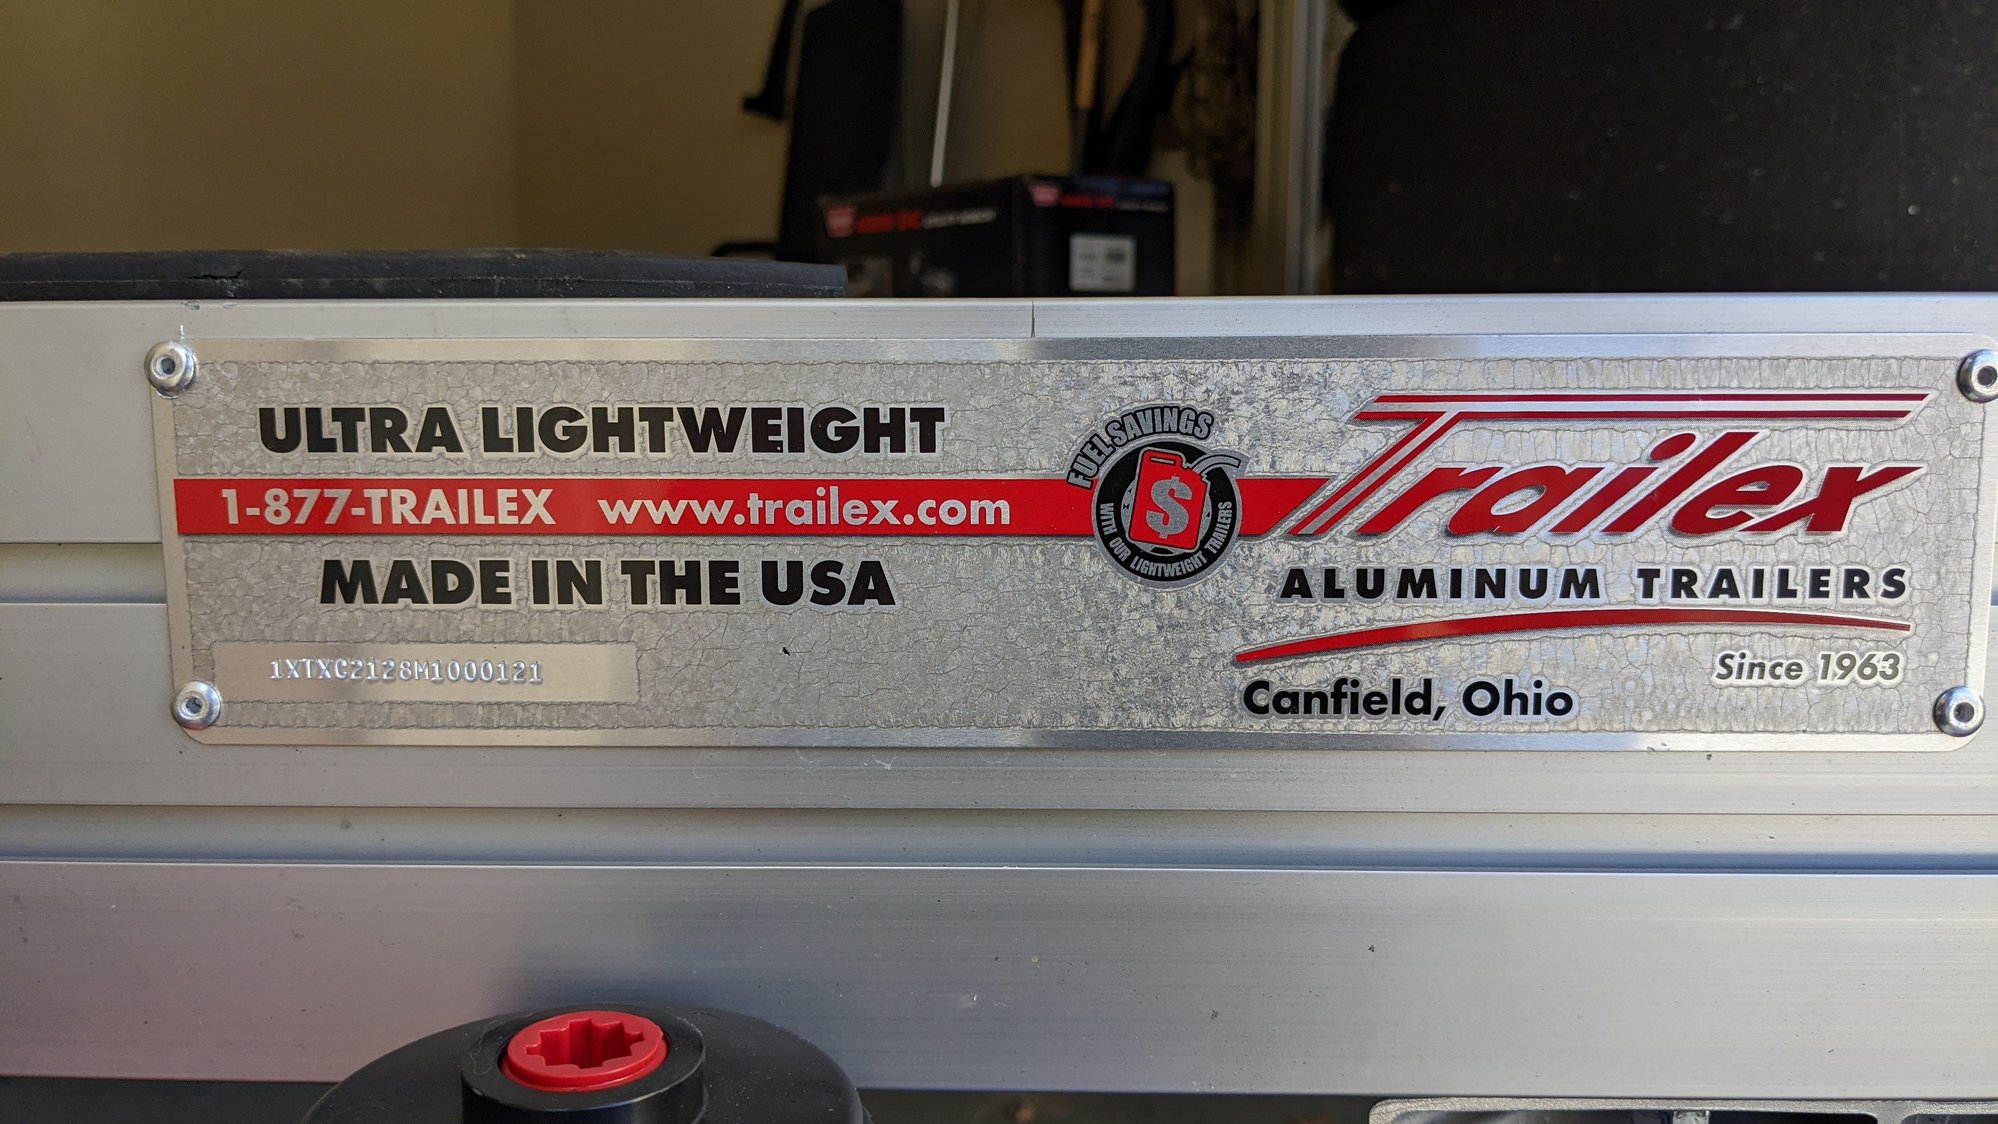 ULTRA LIGHTWEIGHT
1-877-TRAILEX www.trailex.com
MADE IN THE USA
1XTXC2128M1000121
FUEL SAVINGS
$
WITH OUR LIGHTWEIGHT TRAILERS
Trailex
ALUMINUM TRAILERS
Since 1963
Canfield, Ohio